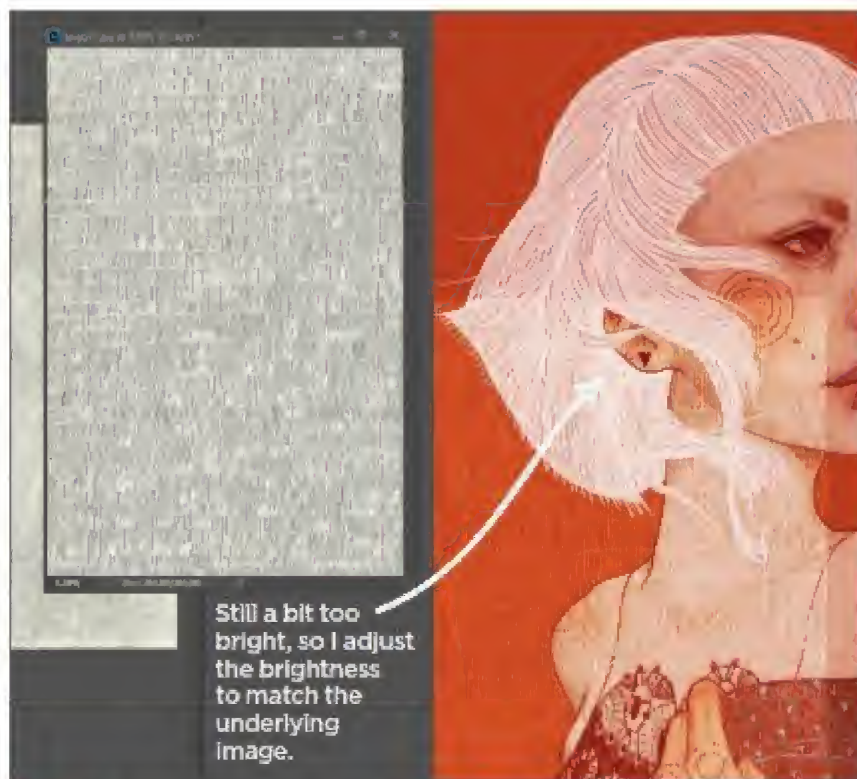 Still a bit too
bright, so I adjust
the brightness
to match the
underlying
image.